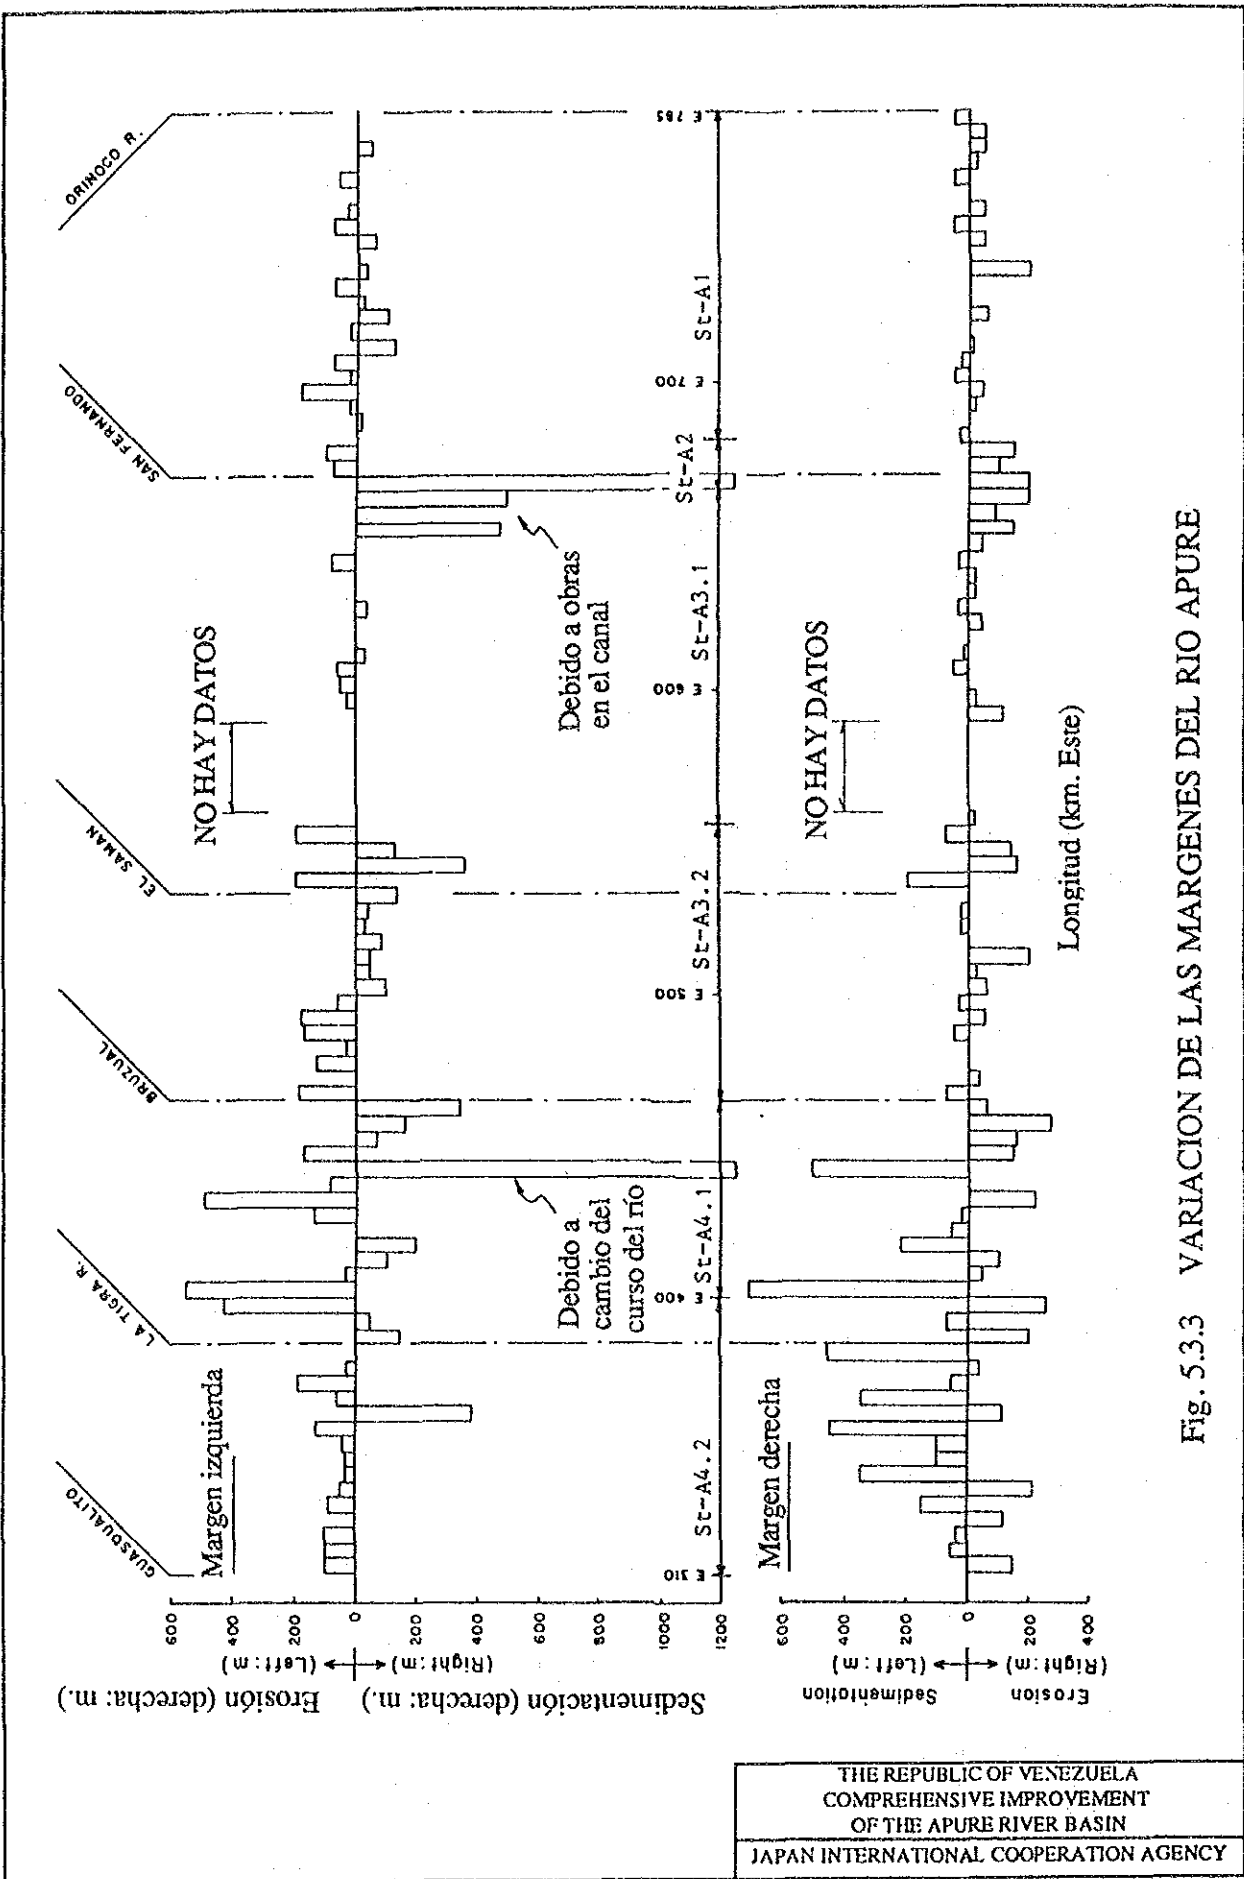 GUASDUALITO
LA TIGRA R.
BRUZUAL
EL SAMAN
SAN FERNANDO
ORINOCO R.
Margen izquierda
NO HAY DATOS
Erosión (derecha: m.)
Sedimentación (derecha: m.)
(Left : m)
(Right : m)
600
400
200
0
200
400
600
800
1000
1200
Debido a
cambio del
curso del río
Debido a obras
en el canal
E 310
E 400
E 500
E 600
E 700
E 785
St-A4.2
St-A4.1
St-A3.2
St-A3.1
St-A2
St-A1
Margen derecha
NO HAY DATOS
Sedimentation
(Left : m)
Erosion
(Right : m)
600
400
200
0
200
400
Longitud (km. Este)
Fig. 5.3.3 VARIACION DE LAS MARGENES DEL RIO APURE
THE REPUBLIC OF VENEZUELA
COMPREHENSIVE IMPROVEMENT
OF THE APURE RIVER BASIN
JAPAN INTERNATIONAL COOPERATION AGENCY